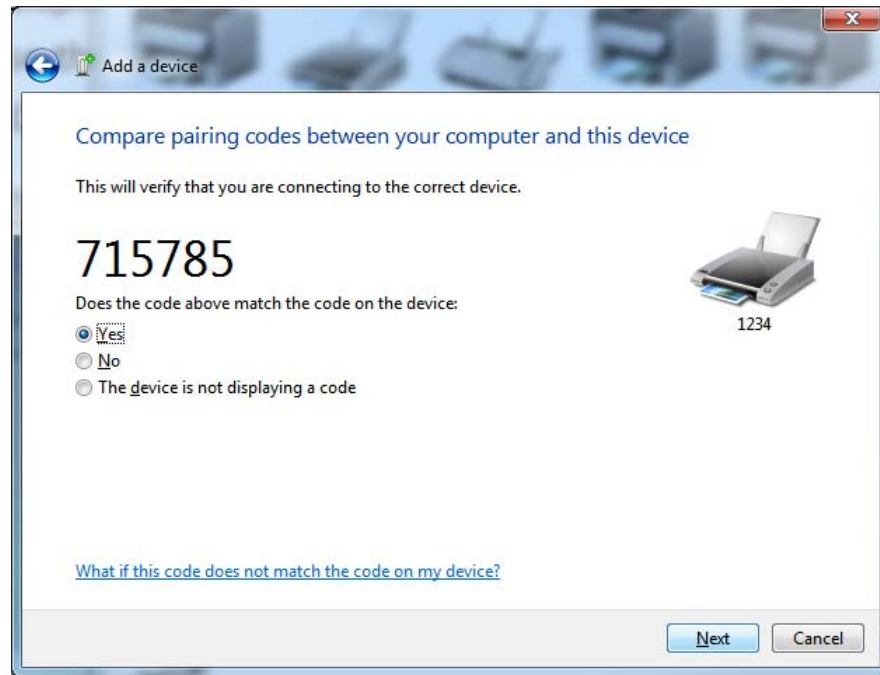 Add a device
Compare pairing codes between your computer and this device
This will verify that you are connecting to the correct device.
715785
Does the code above match the code on the device:
Yes
No
The device is not displaying a code
1234
What if this code does not match the code on my device?
Next
Cancel